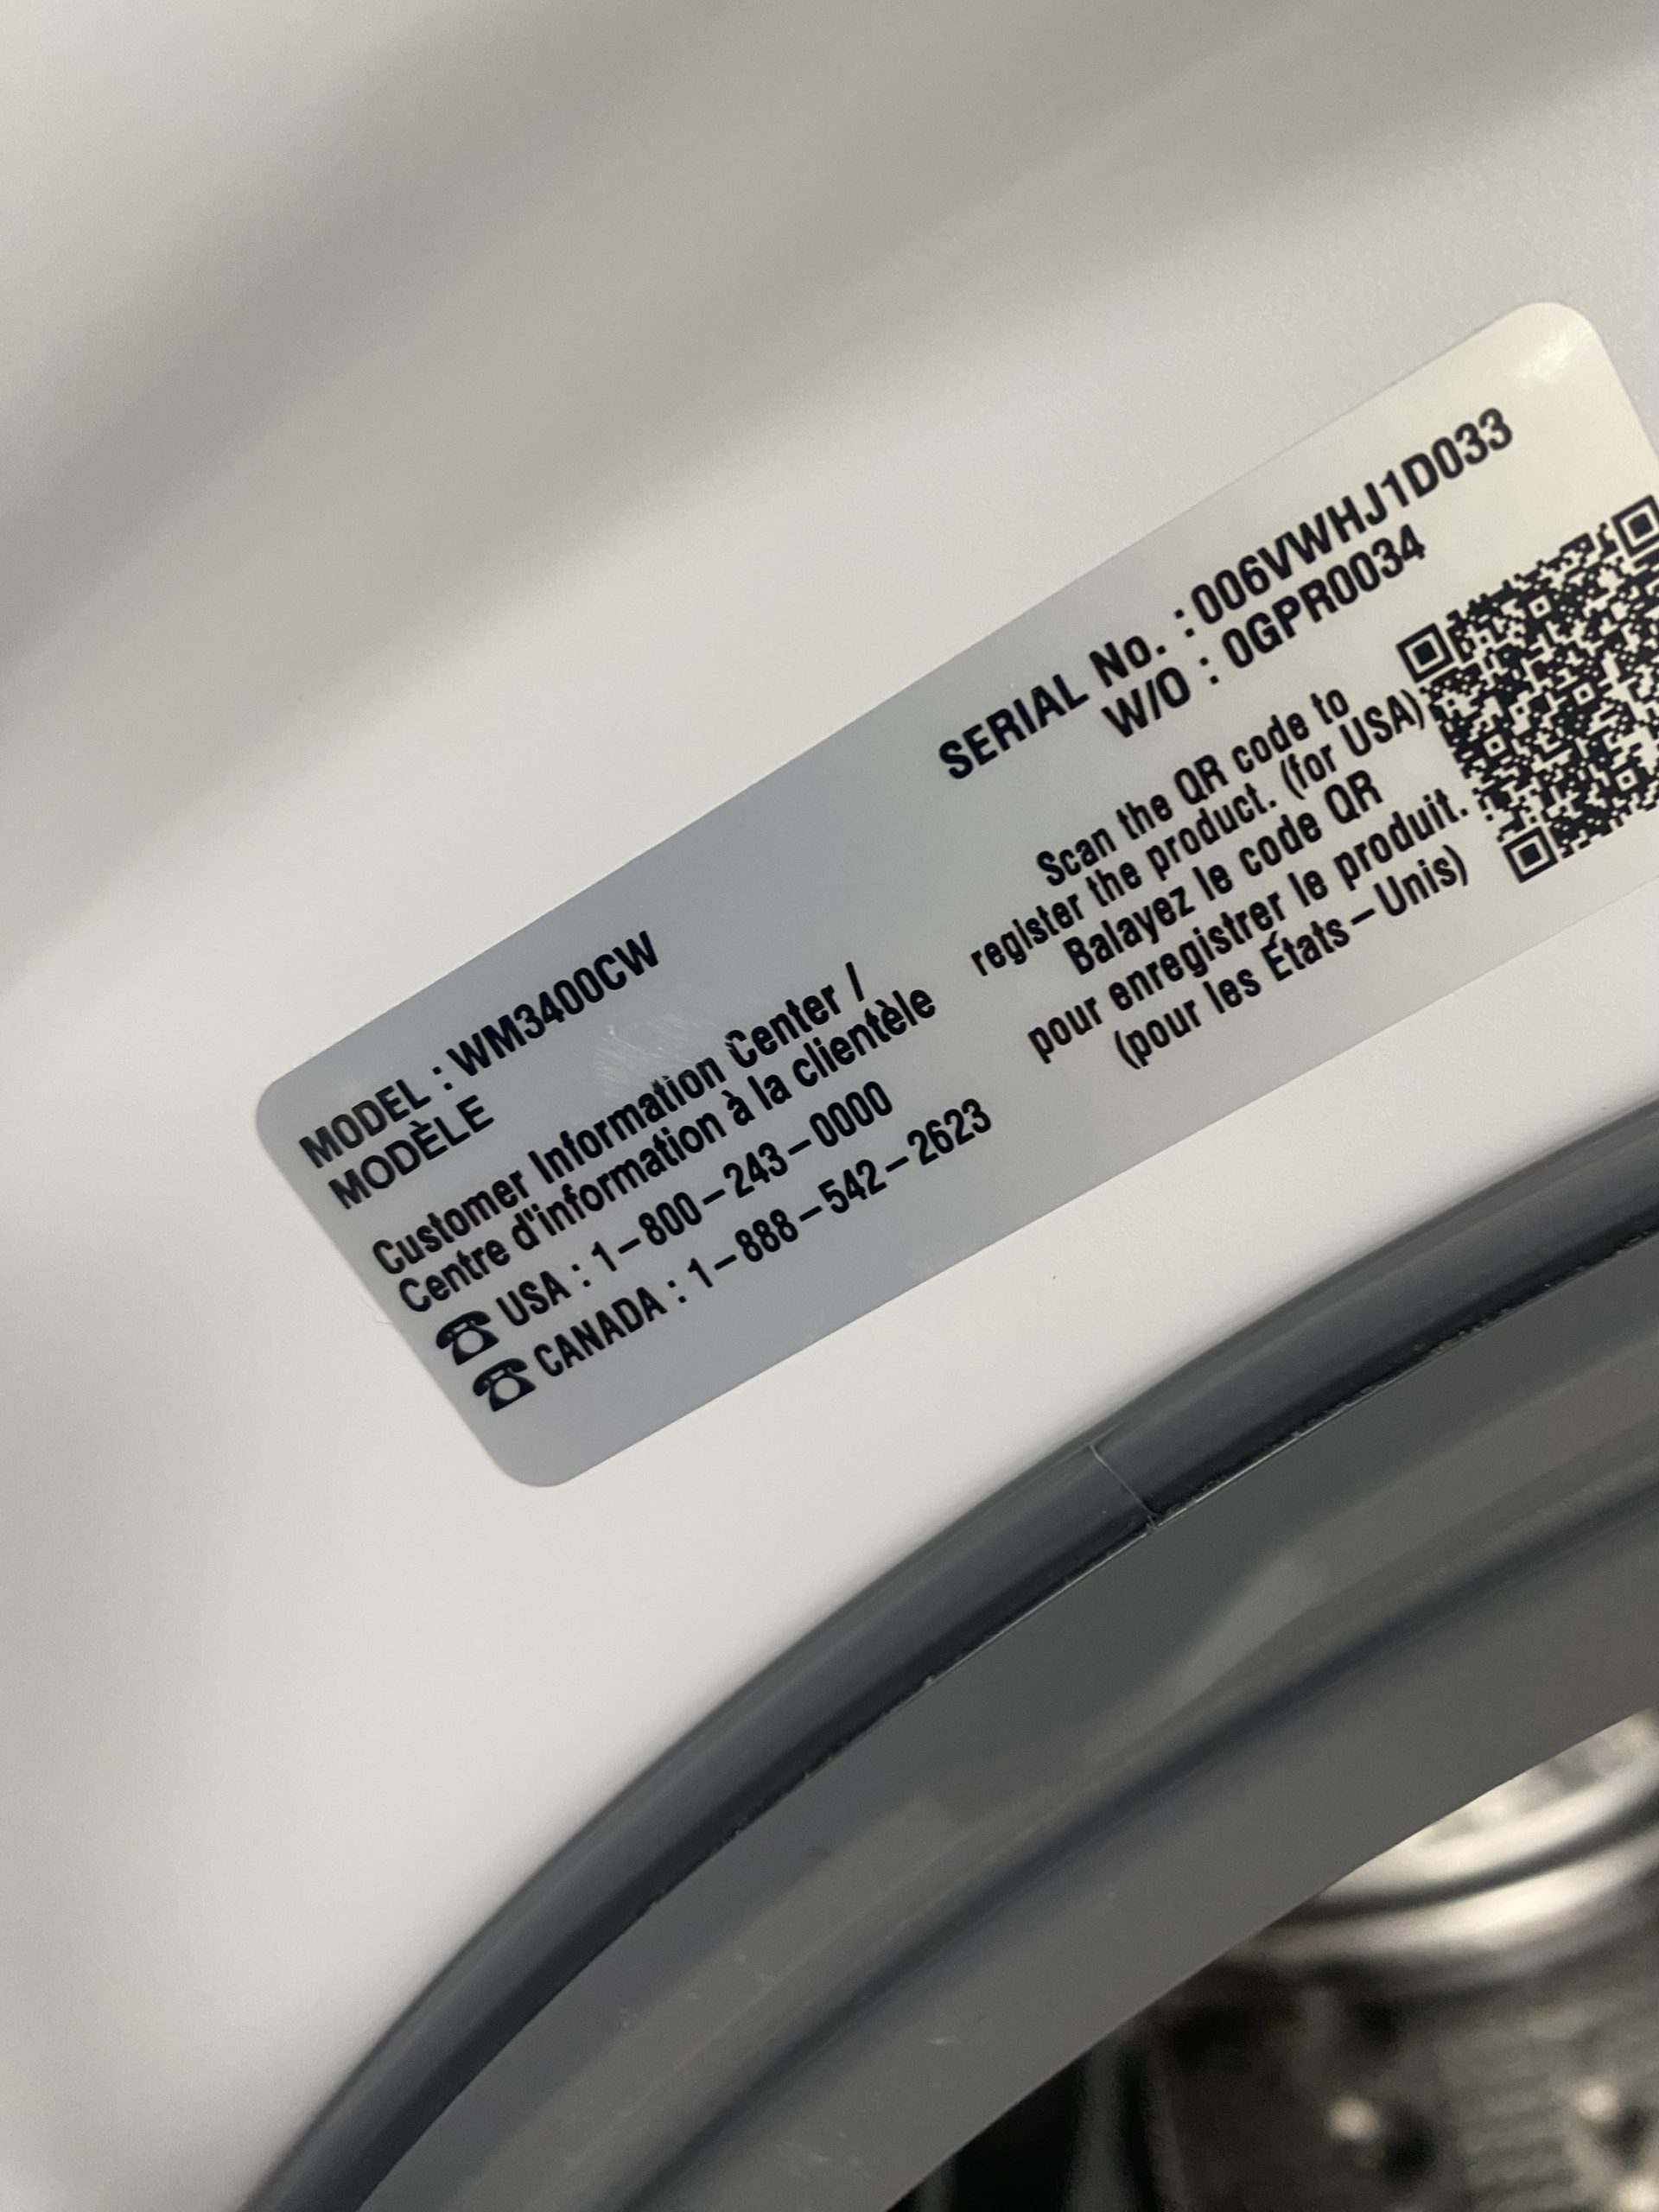 MODEL : WM3400CW
MODÈLE
Customer Information Center /
Centre d'information à la clientèle
☎ USA : 1-800-243-0000
☎ CANADA : 1-888-542-2623
SERIAL No. : 006VWHJ1D033
W/O : 0GPR0034
Scan the QR code to
register the product. (for USA)
Balayez le code QR
pour enregistrer le produit.
(pour les États-Unis)